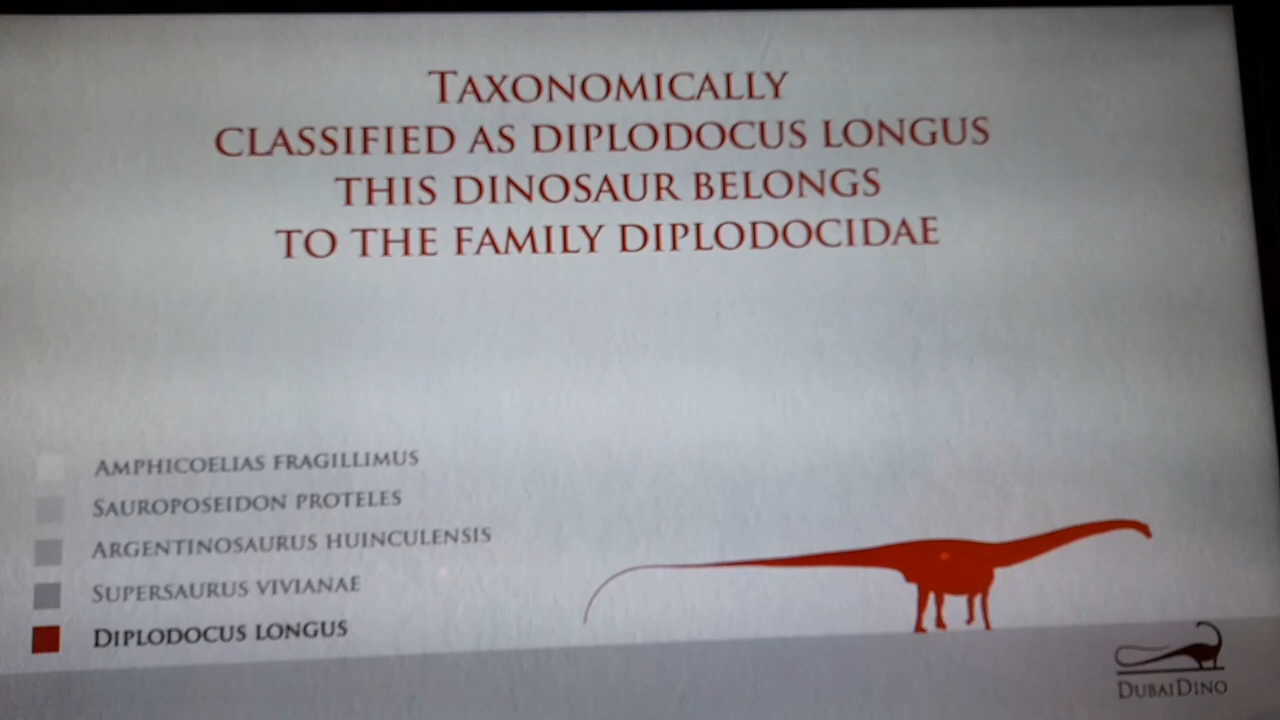 TAXONOMICALLY
CLASSIFIED AS DIPLODOCUS LONGUS
THIS DINOSAUR BELONGS
TO THE FAMILY DIPLODOCIDAE
AMPHICOELIAS FRAGILLIMUS
SAUROPOSEIDON PROTELES
ARGENTINOSAURUS HUINCULENSIS
SUPERSAURUS VIVIANAE
DIPLODOCUS LONGUS
DUBAIDINO